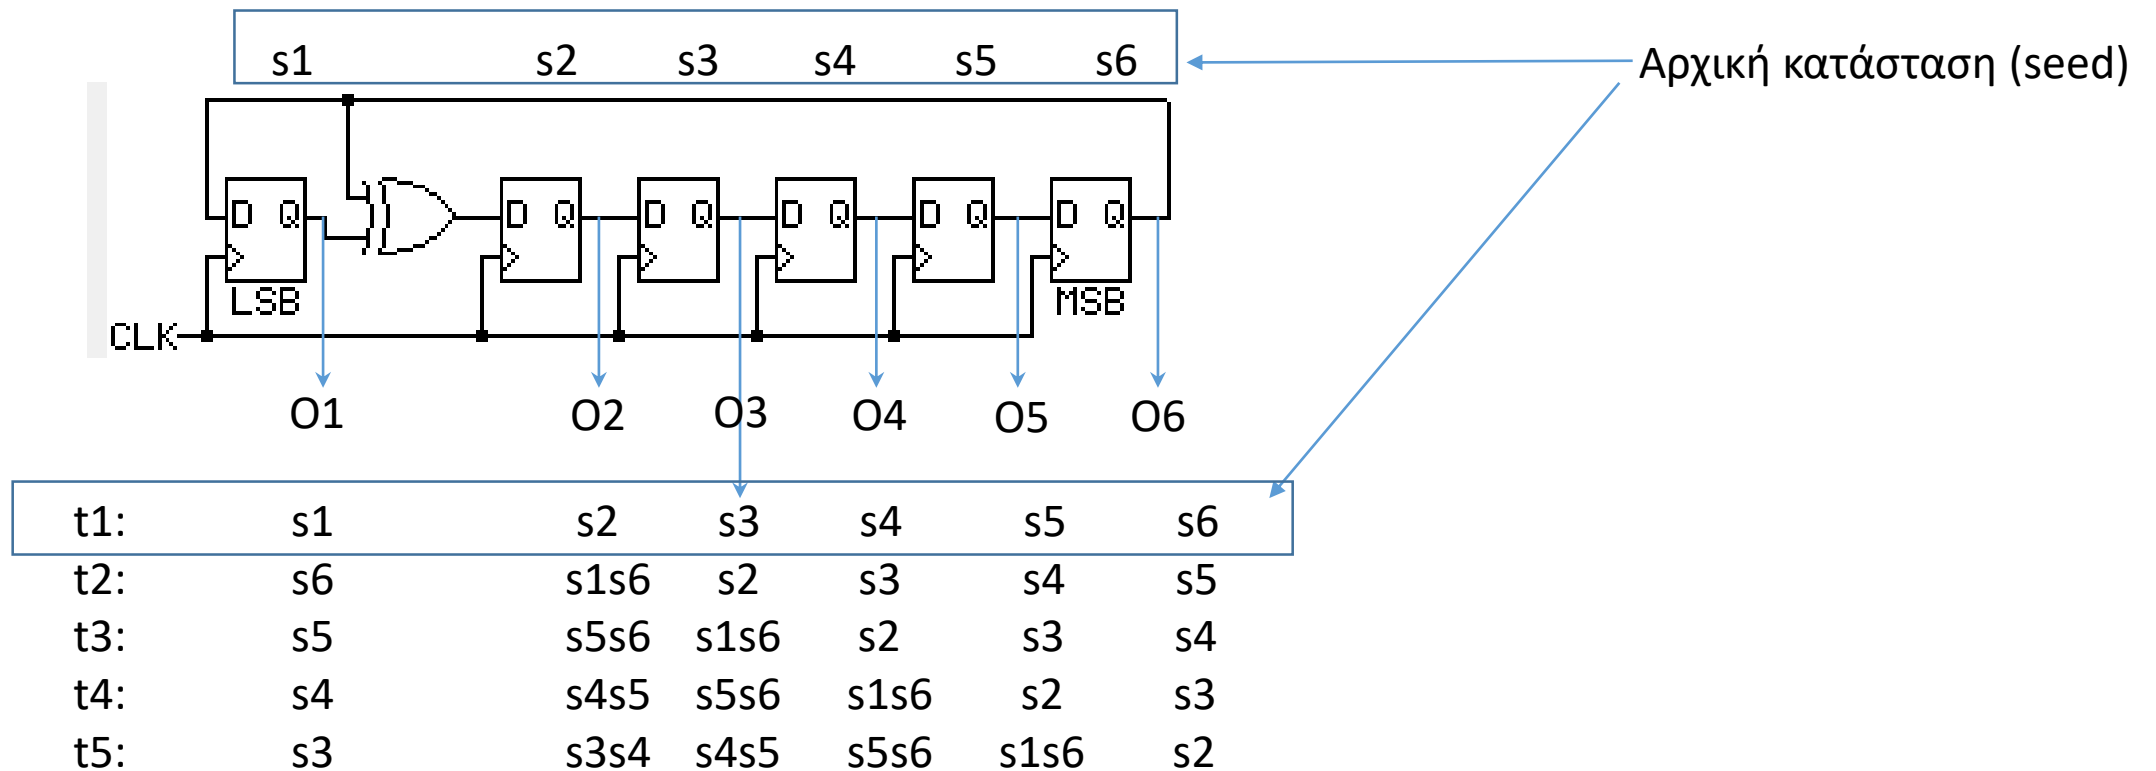 s1 s2 s3 s4 s5 s6
Αρχική κατάσταση (seed)
D Q D Q D Q D Q D Q D Q
LSB MSB
CLK
O1 O2 O3 O4 O5 O6
t1: s1 s2 s3 s4 s5 s6
t2: s6 s1s6 s2 s3 s4 s5
t3: s5 s5s6 s1s6 s2 s3 s4
t4: s4 s4s5 s5s6 s1s6 s2 s3
t5: s3 s3s4 s4s5 s5s6 s1s6 s2